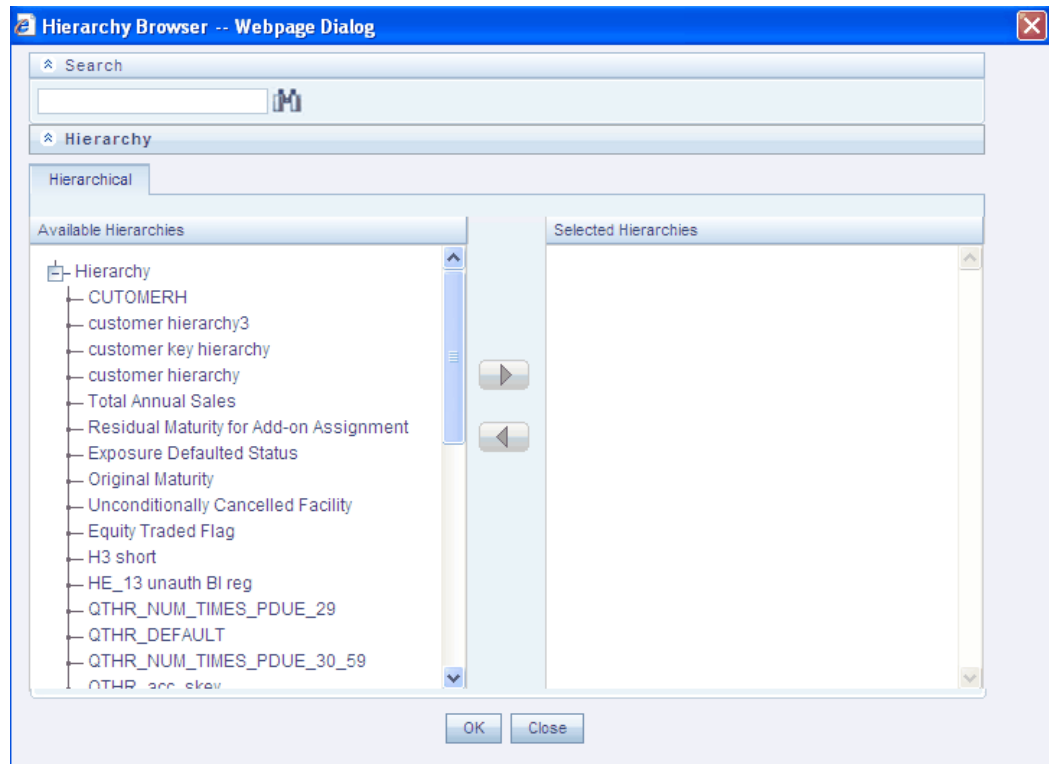 Hierarchy Browser -- Webpage Dialog
Search
Hierarchy
Hierarchical
Available Hierarchies
Selected Hierarchies
Hierarchy
CUTOMERH
customer hierarchy3
customer key hierarchy
customer hierarchy
Total Annual Sales
Residual Maturity for Add-on Assignment
Exposure Defaulted Status
Original Maturity
Unconditionally Cancelled Facility
Equity Traded Flag
H3 short
HE_13 unauth BI reg
QTHR_NUM_TIMES_PDUE_29
QTHR_DEFAULT
QTHR_NUM_TIMES_PDUE_30_59
QTHR_acc_skey
OK
Close